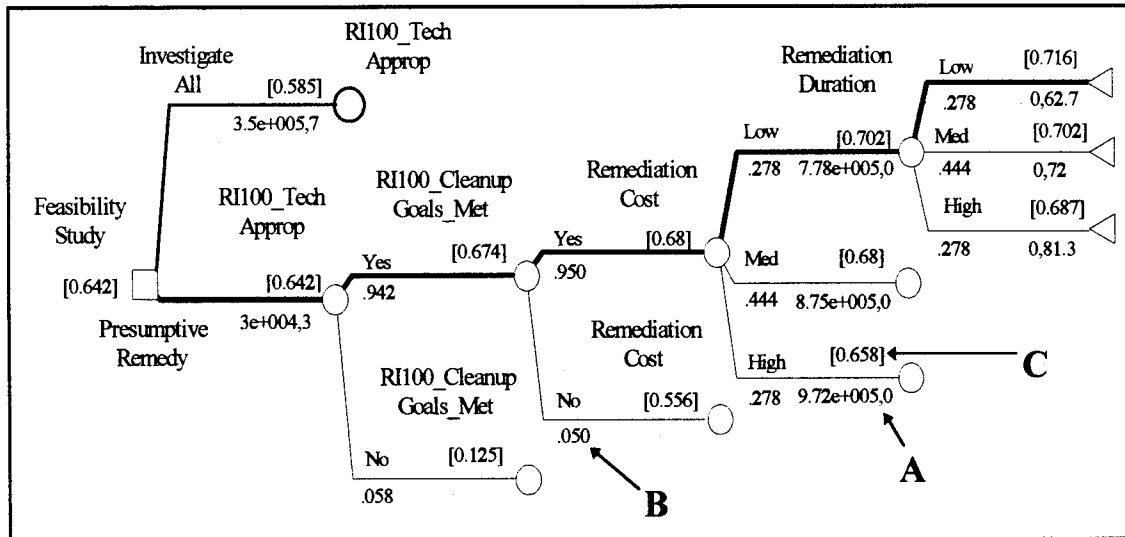 RI100_Tech
Approp
Investigate
All
[0.585]
3.5e+005,7
Feasibility
Study
[0.642]
RI100_Tech
Approp
[0.642]
3e+004,3
Presumptive
Remedy
RI100_Cleanup
Goals_Met
Yes
[0.674]
.942
RI100_Cleanup
Goals_Met
No
[0.125]
.058
Remediation
Cost
Yes
[0.68]
.950
Remediation
Cost
No
[0.556]
.050
B
Remediation
Duration
Low
[0.702]
.278
7.78e+005,0
Med
[0.68]
.444
8.75e+005,0
High
[0.658]
.278
9.72e+005,0
C
A
Low
[0.716]
.278
0,62.7
Med
[0.702]
.444
0,72
High
[0.687]
.278
0,81.3